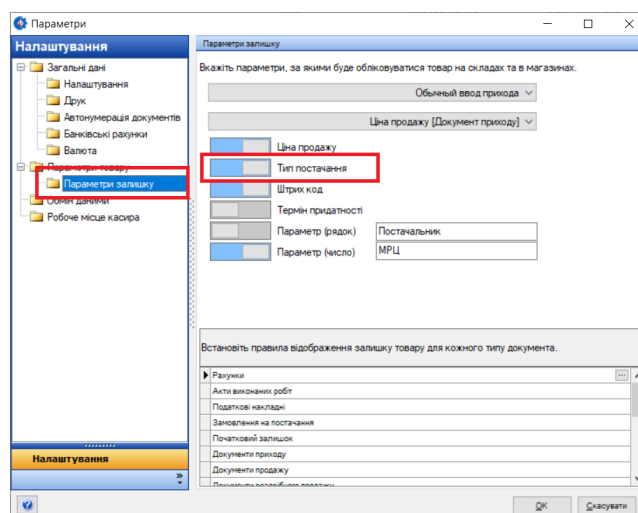 Параметри
Налаштування
Загальні дані
Налаштування
Друк
Автонумерація документів
Банківські рахунки
Валюта
Параметри товару
Параметри залишку
Обмін даними
Робоче місце касира
Налаштування
Параметри залишку
Вкажіть параметри, за якими буде обліковуватися товар на складах та в магазинах.
Обычный ввод прихода
Ціна продажу [Документ приходу]
Ціна продажу
Тип постачання
Штрих код
Термін придатності
Параметр (рядок) Постачальник
Параметр (число) МРЦ
Встановіть правила відображення залишку товару для кожного типу документа.
Рахунки
Акти виконаних робіт
Податкові накладні
Замовлення на постачання
Початковий залишок
Документи приходу
Документи продажу
Документи роздрібного продажу
OK Скасувати